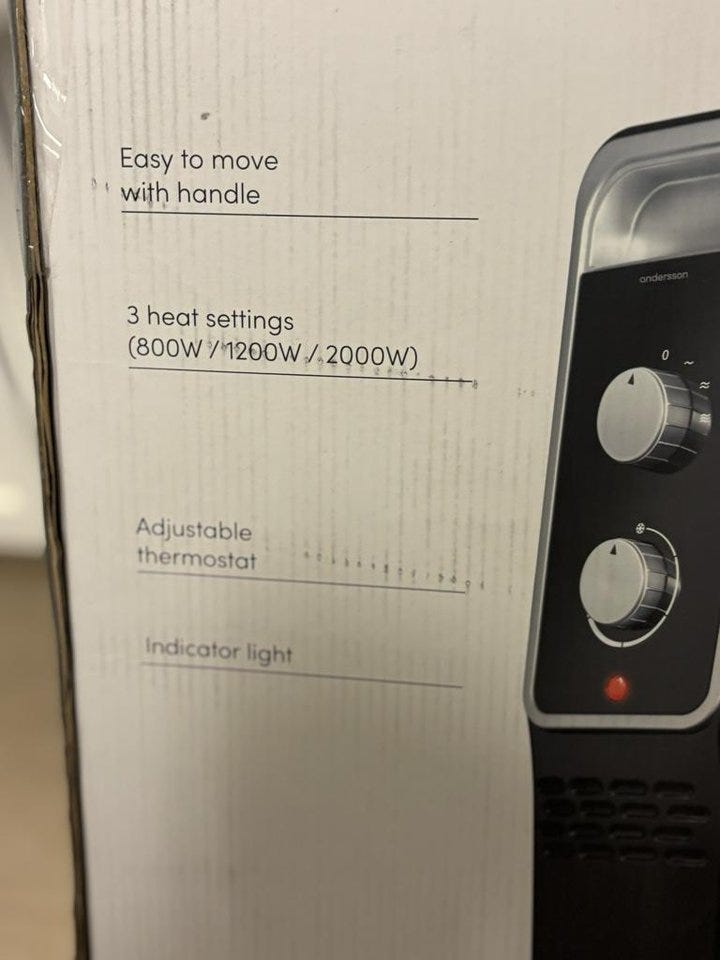 Easy to move
with handle
andersson
3 heat settings
(800W / 1200W / 2000W)
0
Adjustable
thermostat
Indicator light